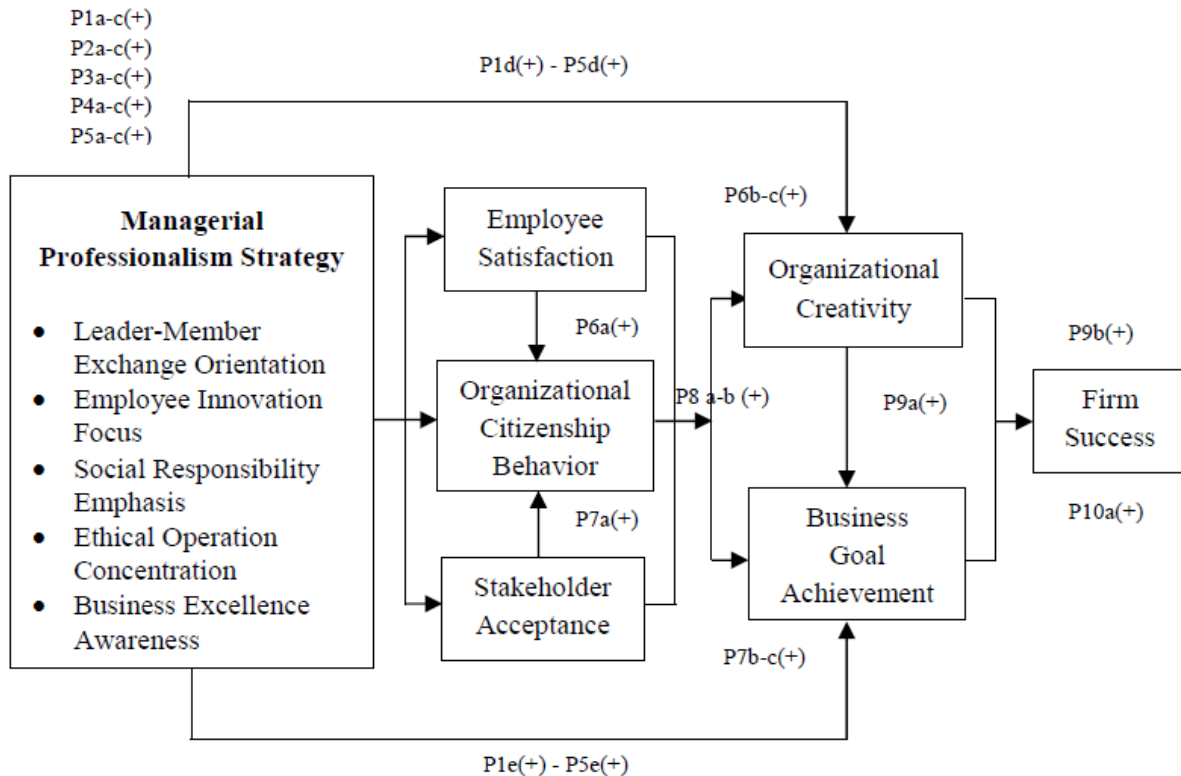 P1a-c(+)
P2a-c(+)
P3a-c(+)
P4a-c(+)
P5a-c(+)
P1d(+) - P5d(+)
Managerial
Professionalism Strategy
● Leader-Member
Exchange Orientation
● Employee Innovation
Focus
● Social Responsibility
Emphasis
● Ethical Operation
Concentration
● Business Excellence
Awareness
Employee
Satisfaction
P6a(+)
Organizational
Citizenship
Behavior
P7a(+)
Stakeholder
Acceptance
P8 a-b (+)
P6b-c(+)
Organizational
Creativity
P9a(+)
Business
Goal
Achievement
P7b-c(+)
P9b(+)
Firm
Success
P10a(+)
P1e(+) - P5e(+)